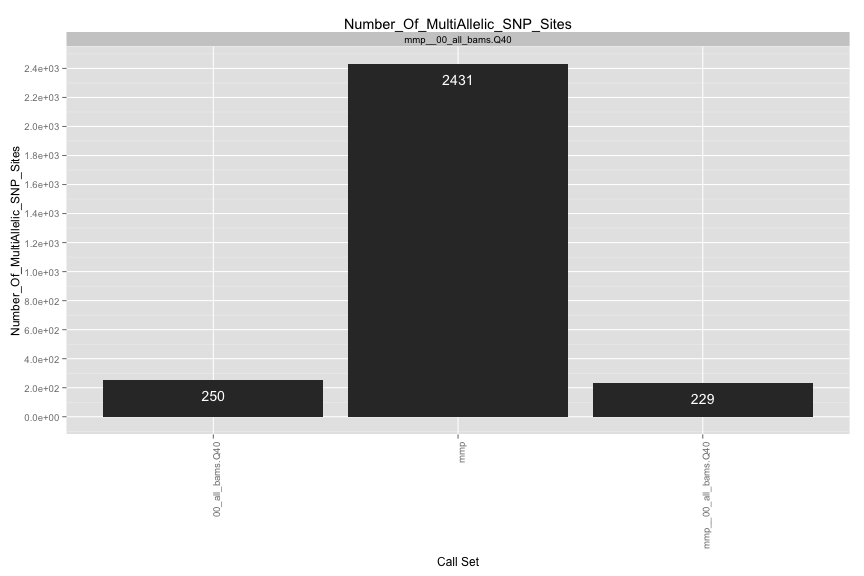 Number_Of_MultiAllelic_SNP_Sites
mmp__00_all_bams.Q40
Number_Of_MultiAllelic_SNP_Sites
2.4e+03
2.2e+03
2.0e+03
1.8e+03
1.6e+03
1.4e+03
1.2e+03
1.0e+03
8.0e+02
6.0e+02
4.0e+02
2.0e+02
0.0e+00
250
2431
229
00_all_bams.Q40
mmp
mmp__00_all_bams.Q40
Call Set